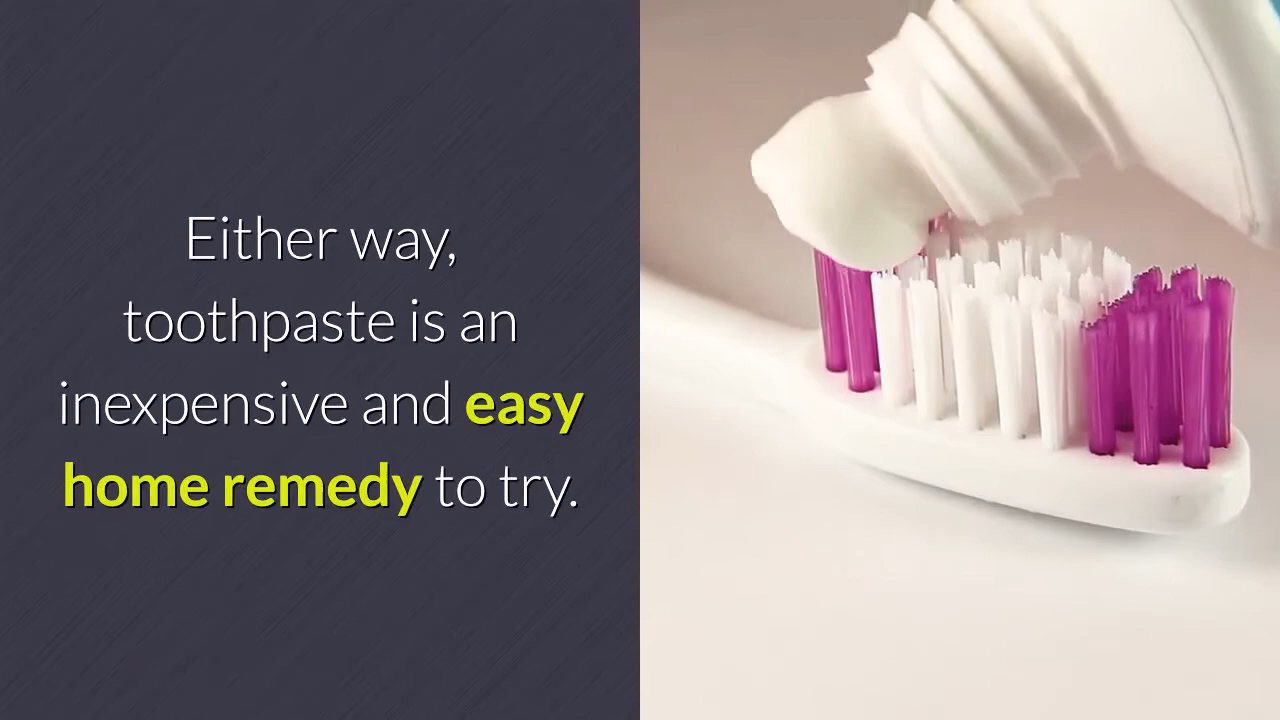 Either way,
toothpaste is an
inexpensive and easy
home remedy to try.